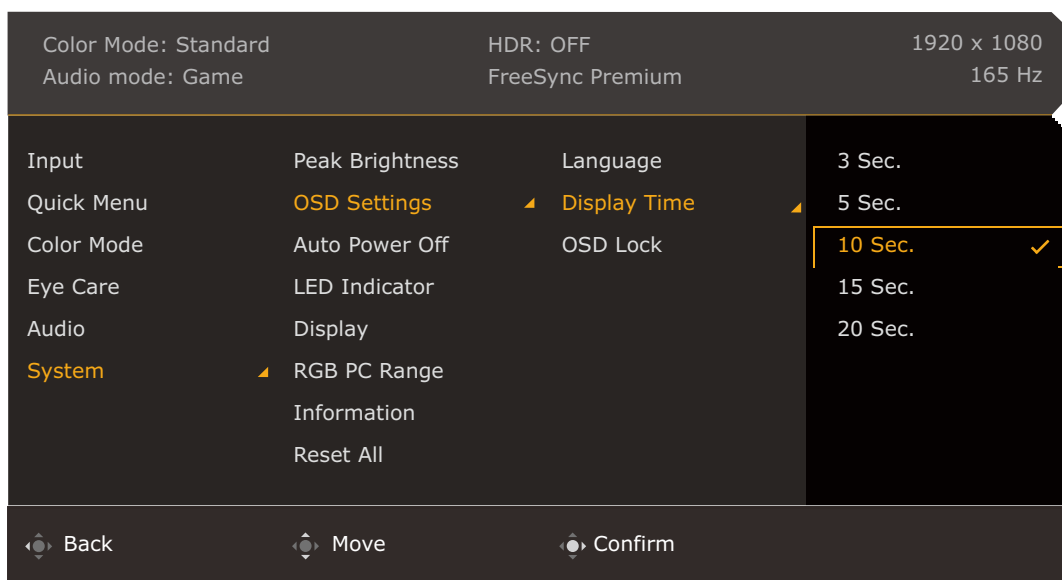 Color Mode: Standard
Audio mode: Game
HDR: OFF
FreeSync Premium
1920 x 1080
165 Hz
Input
Quick Menu
Color Mode
Eye Care
Audio
System
Peak Brightness
OSD Settings
Auto Power Off
LED Indicator
Display
RGB PC Range
Information
Reset All
Language
Display Time
OSD Lock
3 Sec.
5 Sec.
10 Sec.
15 Sec.
20 Sec.
Back
Move
Confirm